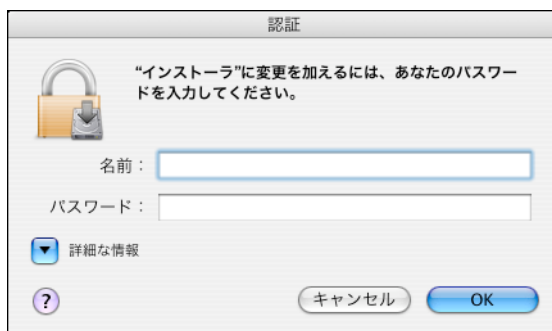 認証
“インストーラ”に変更を加えるには、あなたのパスワー
ドを入力してください。
名前：
パスワード：
詳細な情報
?
キャンセル
OK